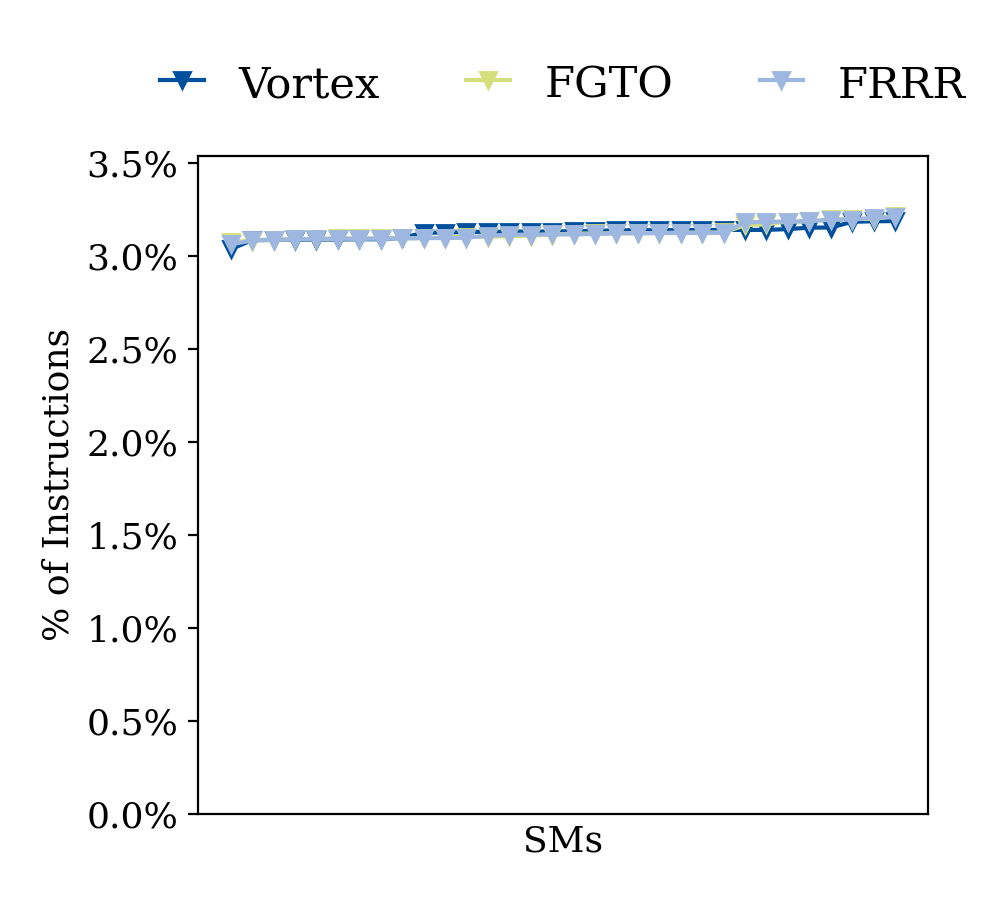 Vortex FGTO FRRR
3.5%
3.0%
2.5%
2.0%
1.5%
1.0%
0.5%
0.0%
% of Instructions
SMs